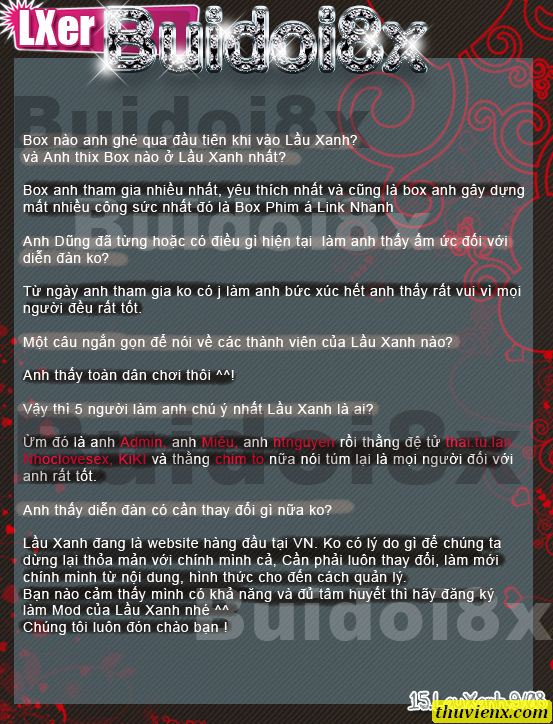 LXer Buidoi8x
Buidoi8x
Box nào anh ghé qua đầu tiên khi vào Lầu Xanh?
và Anh thix Box nào ở Lầu Xanh nhất?
Box anh tham gia nhiều nhất, yêu thích nhất và cũng là box anh gây dựng
mất nhiều công sức nhất đó là Box Phim á Link Nhanh
Buidoi8x
Anh Dũng đã từng hoặc có điều gì hiện tại làm anh thấy ấm ức đối với
diễn đàn ko?
Từ ngày anh tham gia ko có j làm anh bức xúc hết anh thấy rất vui vì mọi
người đều rất tốt.
Một câu ngắn gọn để nói về các thành viên của Lầu Xanh nào?
Anh thấy toàn dân chơi thôi ^^!
Vậy thì 5 người làm anh chú ý nhất Lầu Xanh là ai?
Buidoi8x
Ừm đó là anh Admin, anh Miêu, anh htnguyen rồi thằng đệ tử thai.tu.lan,
Nhoclovesex, KIKI và thằng chim to nữa nói túm lại là mọi người đối với
anh rất tốt.
Anh thấy diễn đàn có cần thay đổi gì nữa ko?
Lầu Xanh đang là website hàng đầu tại VN. Ko có lý do gì để chúng ta
dừng lại thỏa mản với chính mình cả, Cần phải luôn thay đổi, làm mới
chính mình từ nội dung, hình thức cho đến cách quản lý.
Bạn nào cảm thấy mình có khả năng và đủ tâm huyết thì hãy đăng ký
làm Mod của Lầu Xanh nhé ^^
Chúng tôi luôn đón chào bạn !
Buidoi8x
thuvienx.com